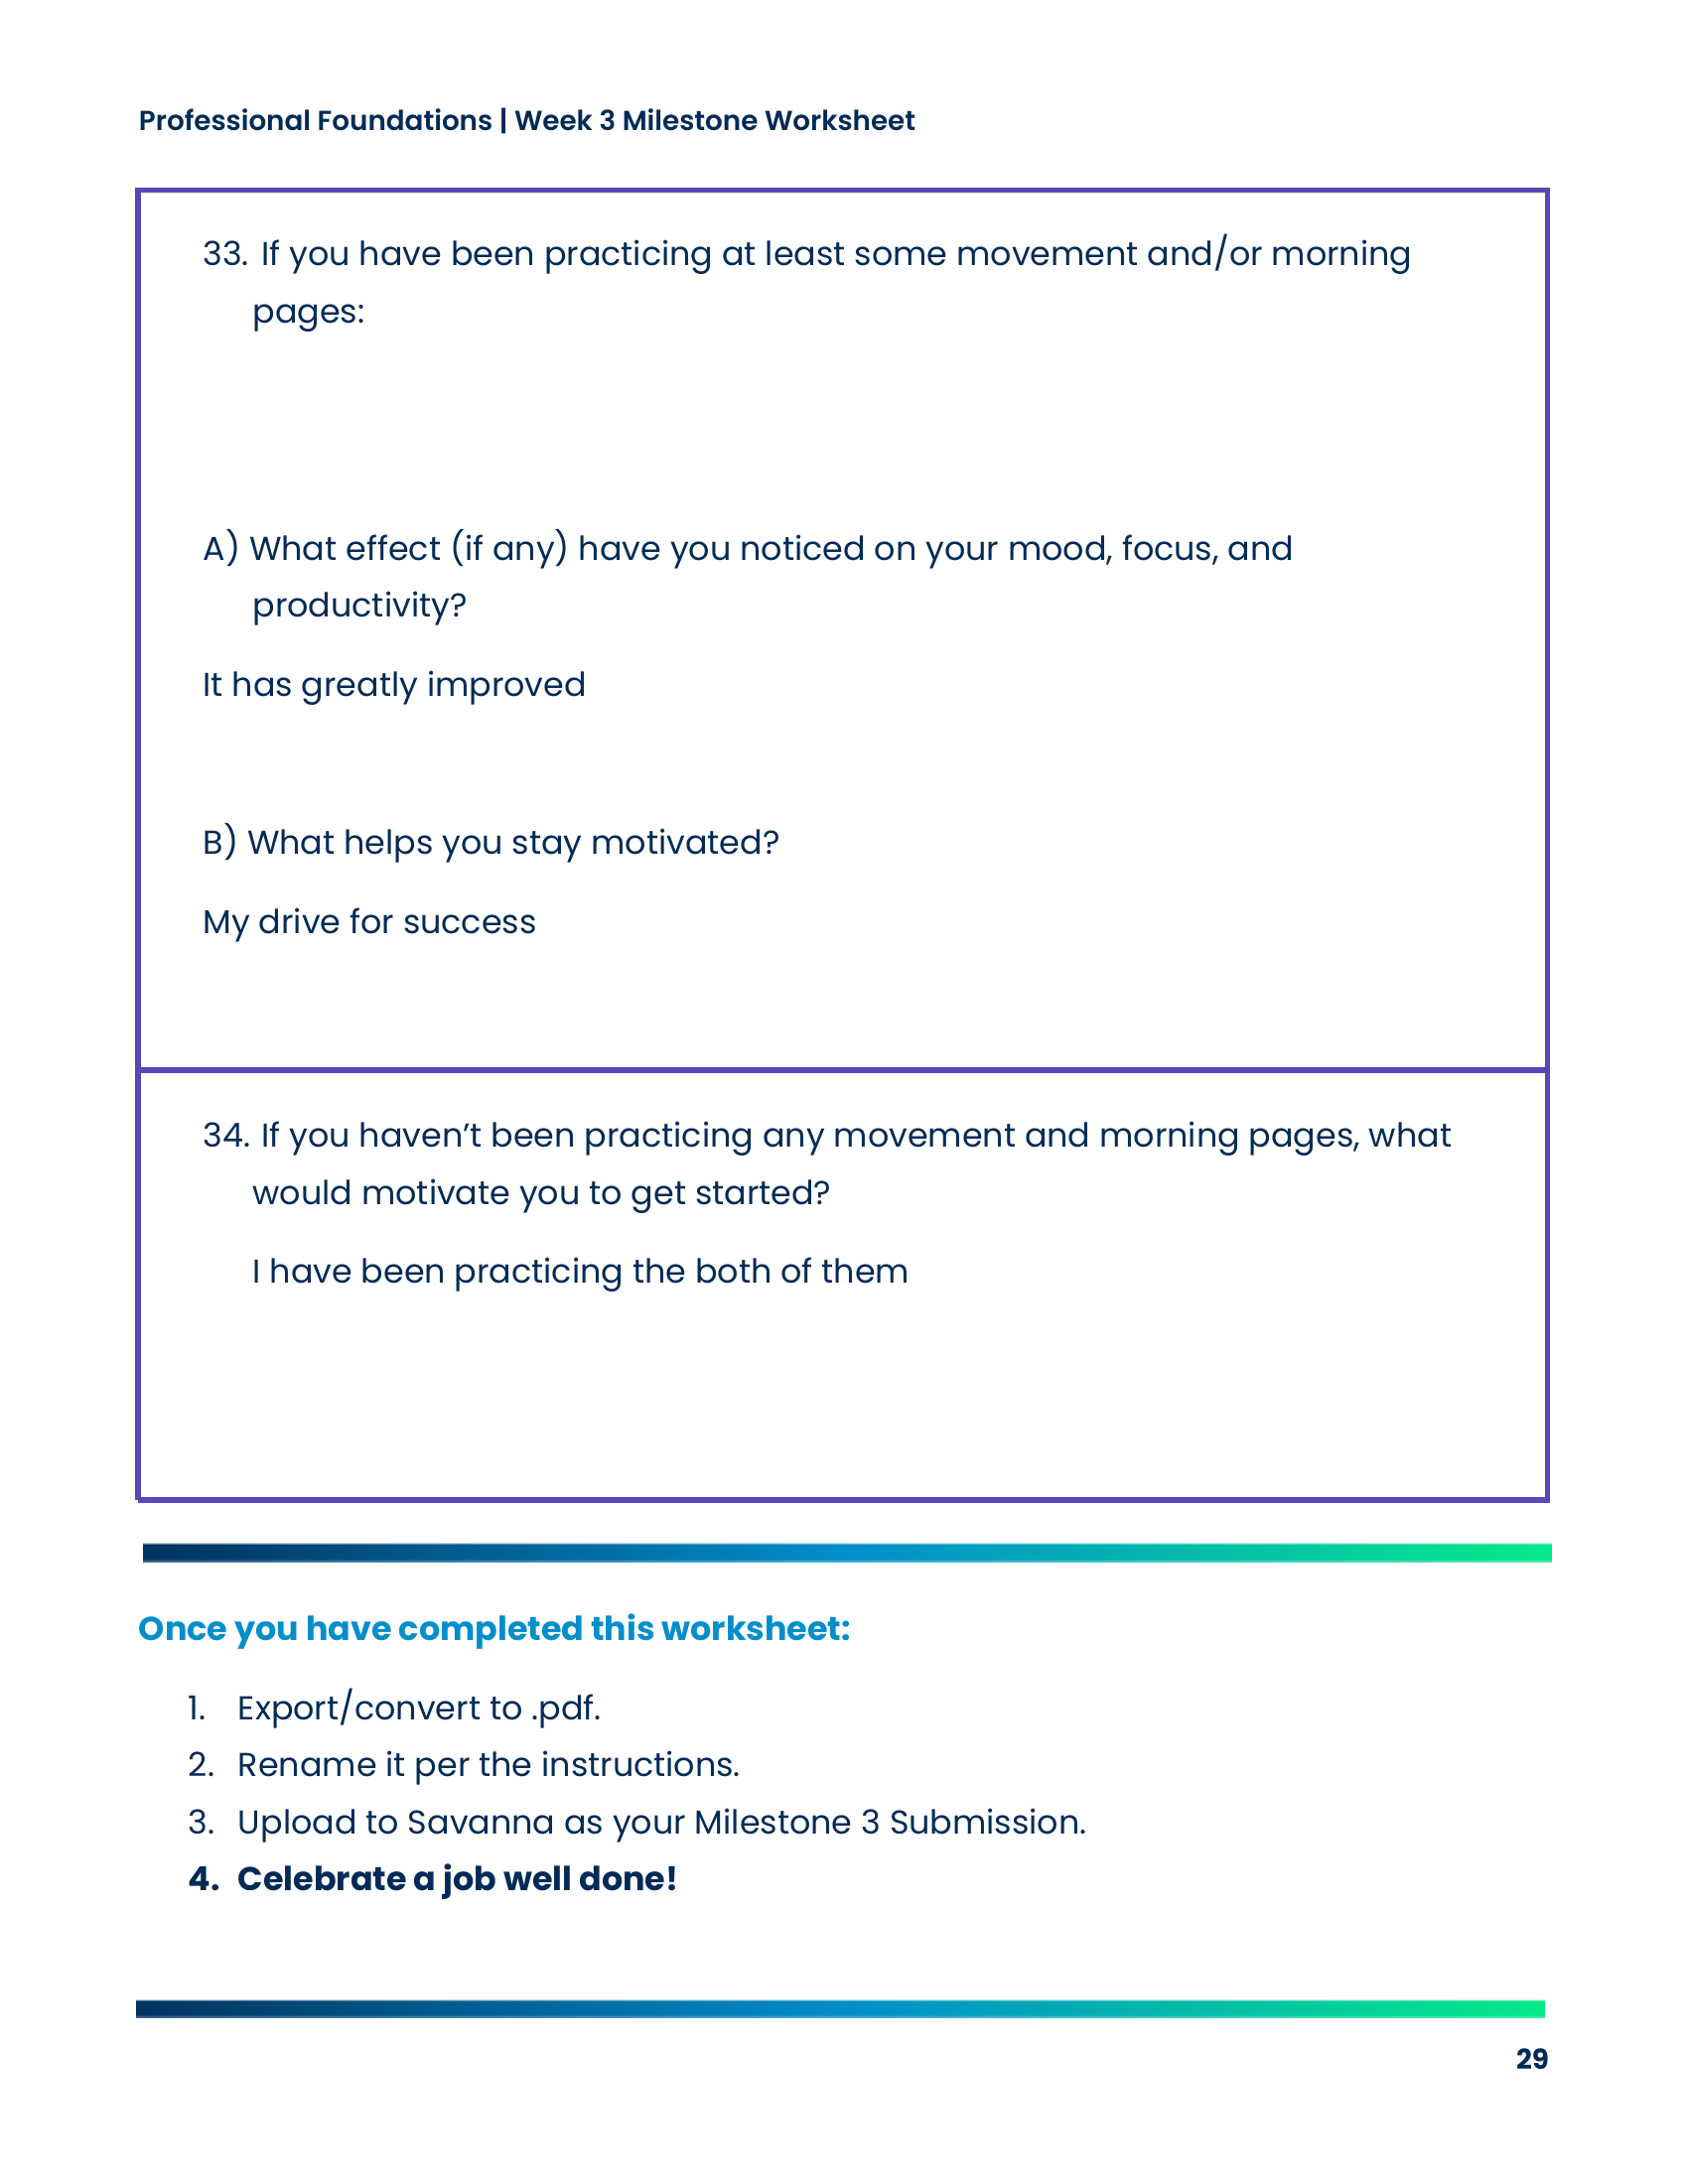 Professional Foundations | Week 3 Milestone Worksheet
33. If you have been practicing at least some movement and/or morning
pages:
A) What effect (if any) have you noticed on your mood, focus, and
productivity?
It has greatly improved
B) What helps you stay motivated?
My drive for success
34. If you haven’t been practicing any movement and morning pages, what
would motivate you to get started?
I have been practicing the both of them
Once you have completed this worksheet:
1. Export/convert to .pdf.
2. Rename it per the instructions.
3. Upload to Savanna as your Milestone 3 Submission.
4. Celebrate a job well done!
29